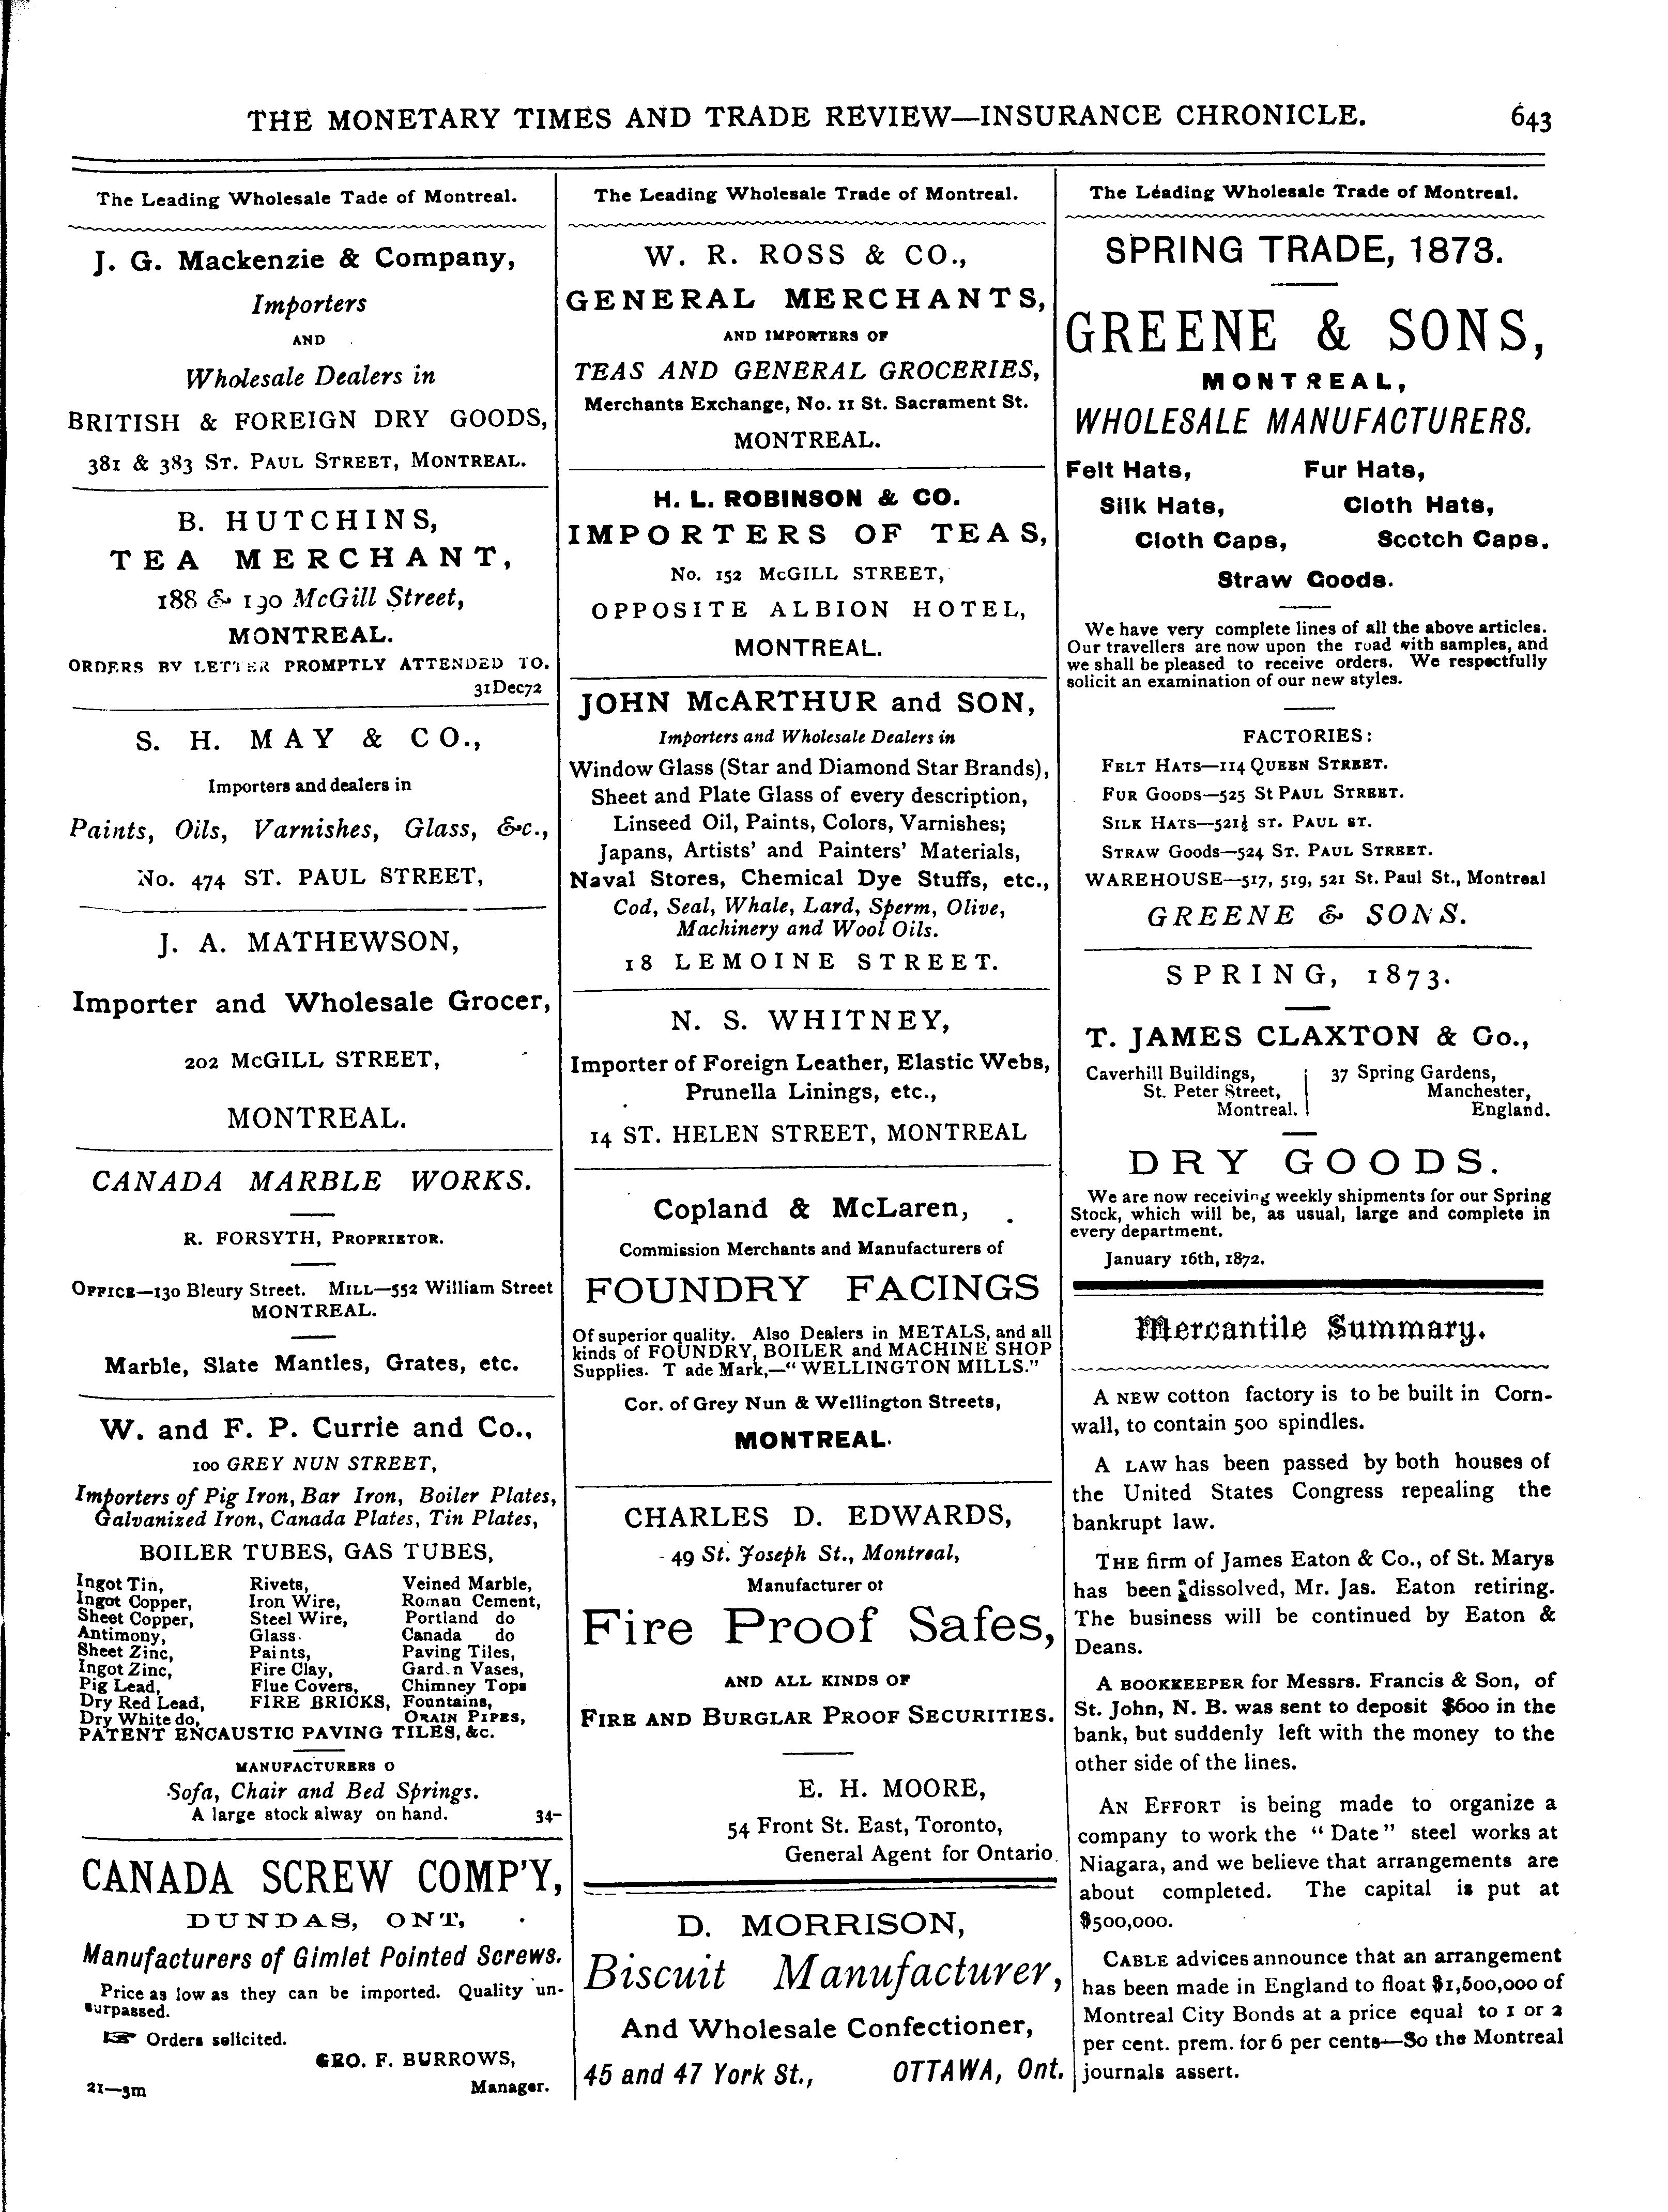 THE MONETARY TIMES AND TRADE REVIEW—INSURANCE CHRONICLE. 643
The Leading Wholesale Tade of Montreal.
J. G. Mackenzie & Company,
Importers
AND
Wholesale Dealers in
BRITISH & FOREIGN DRY GOODS,
381 & 383 ST. PAUL STREET, MONTREAL.
B. HUTCHINS,
TEA MERCHANT,
188 & 190 McGill Street,
MONTREAL.
ORDERS BY LETTER PROMPTLY ATTENDED TO.
31Dec72
S. H. MAY & CO.,
Importers and dealers in
Paints, Oils, Varnishes, Glass, &c.,
No. 474 ST. PAUL STREET,
J. A. MATHEWSON,
Importer and Wholesale Grocer,
202 McGILL STREET,
MONTREAL.
CANADA MARBLE WORKS.
R. FORSYTH, PROPRIETOR.
OFFICE—130 Bleury Street. MILL—552 William Street
MONTREAL.
Marble, Slate Mantles, Grates, etc.
W. and F. P. Currie and Co.,
100 GREY NUN STREET,
Importers of Pig Iron, Bar Iron, Boiler Plates,
Galvanized Iron, Canada Plates, Tin Plates,
BOILER TUBES, GAS TUBES,
Ingot Tin, Rivets, Veined Marble,
Ingot Copper, Iron Wire, Roman Cement,
Sheet Copper, Steel Wire, Portland do
Antimony, Glass. Canada do
Sheet Zinc, Paints, Paving Tiles,
Ingot Zinc, Fire Clay, Gard.n Vases,
Pig Lead, Flue Covers, Chimney Tops
Dry Red Lead, FIRE BRICKS, Fountains,
Dry White do, ORAIN PIPES,
PATENT ENCAUSTIC PAVING TILES, &c.
MANUFACTURERS O
Sofa, Chair and Bed Springs.
A large stock alway on hand. 34-
CANADA SCREW COMP'Y,
DUNDAS, ONT,
Manufacturers of Gimlet Pointed Screws.
Price as low as they can be imported. Quality un-
surpassed.
☞ Orders solicited.
GEO. F. BURROWS,
21—3m Manager.
The Leading Wholesale Trade of Montreal.
W. R. ROSS & CO.,
GENERAL MERCHANTS,
AND IMPORTERS OF
TEAS AND GENERAL GROCERIES,
Merchants Exchange, No. 11 St. Sacrament St.
MONTREAL.
H. L. ROBINSON & CO.
IMPORTERS OF TEAS,
No. 152 McGILL STREET,
OPPOSITE ALBION HOTEL,
MONTREAL.
JOHN McARTHUR and SON,
Importers and Wholesale Dealers in
Window Glass (Star and Diamond Star Brands),
Sheet and Plate Glass of every description,
Linseed Oil, Paints, Colors, Varnishes;
Japans, Artists' and Painters' Materials,
Naval Stores, Chemical Dye Stuffs, etc.,
Cod, Seal, Whale, Lard, Sperm, Olive,
Machinery and Wool Oils.
18 LEMOINE STREET.
N. S. WHITNEY,
Importer of Foreign Leather, Elastic Webs,
Prunella Linings, etc.,
14 ST. HELEN STREET, MONTREAL
Copland & McLaren,
Commission Merchants and Manufacturers of
FOUNDRY FACINGS
Of superior quality. Also Dealers in METALS, and all
kinds of FOUNDRY, BOILER and MACHINE SHOP
Supplies. T ade Mark,—"WELLINGTON MILLS."
Cor. of Grey Nun & Wellington Streets,
MONTREAL.
CHARLES D. EDWARDS,
49 St. Joseph St., Montreal,
Manufacturer of
Fire Proof Safes,
AND ALL KINDS OF
FIRE AND BURGLAR PROOF SECURITIES.
E. H. MOORE,
54 Front St. East, Toronto,
General Agent for Ontario.
D. MORRISON,
Biscuit Manufacturer,
And Wholesale Confectioner,
45 and 47 York St., OTTAWA, Ont.
The Leading Wholesale Trade of Montreal.
SPRING TRADE, 1873.
GREENE & SONS,
MONTREAL,
WHOLESALE MANUFACTURERS.
Felt Hats, Fur Hats,
Silk Hats, Cloth Hats,
Cloth Caps, Scotch Caps.
Straw Goods.
We have very complete lines of all the above articles.
Our travellers are now upon the road with samples, and
we shall be pleased to receive orders. We respectfully
solicit an examination of our new styles.
FACTORIES:
FELT HATS—114 QUEEN STREET.
FUR GOODS—525 St PAUL STREET.
SILK HATS—521½ ST. PAUL ST.
STRAW Goods—524 ST. PAUL STREET.
WAREHOUSE—517, 519, 521 St. Paul St., Montreal
GREENE & SONS.
SPRING, 1873.
T. JAMES CLAXTON & Co.,
Caverhill Buildings, 37 Spring Gardens,
St. Peter Street, Manchester,
Montreal. England.
DRY GOODS.
We are now receiving weekly shipments for our Spring
Stock, which will be, as usual, large and complete in
every department.
January 16th, 1872.
Mercantile Summary.
A NEW cotton factory is to be built in Corn-
wall, to contain 500 spindles.
A LAW has been passed by both houses of
the United States Congress repealing the
bankrupt law.
THE firm of James Eaton & Co., of St. Marys
has been dissolved, Mr. Jas. Eaton retiring.
The business will be continued by Eaton &
Deans.
A BOOKKEEPER for Messrs. Francis & Son, of
St. John, N. B. was sent to deposit $600 in the
bank, but suddenly left with the money to the
other side of the lines.
AN EFFORT is being made to organize a
company to work the "Date" steel works at
Niagara, and we believe that arrangements are
about completed. The capital is put at
$500,000.
CABLE advices announce that an arrangement
has been made in England to float $1,500,000 of
Montreal City Bonds at a price equal to 1 or 2
per cent. prem. for 6 per cents—So the Montreal
journals assert.